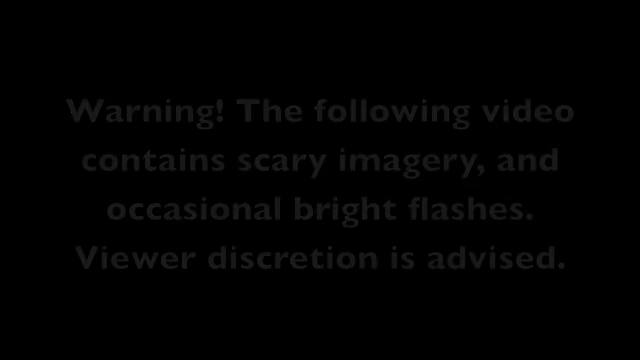 Warning! The following video
contains scary imagery, and
occasional bright flashes.
Viewer discretion is advised.